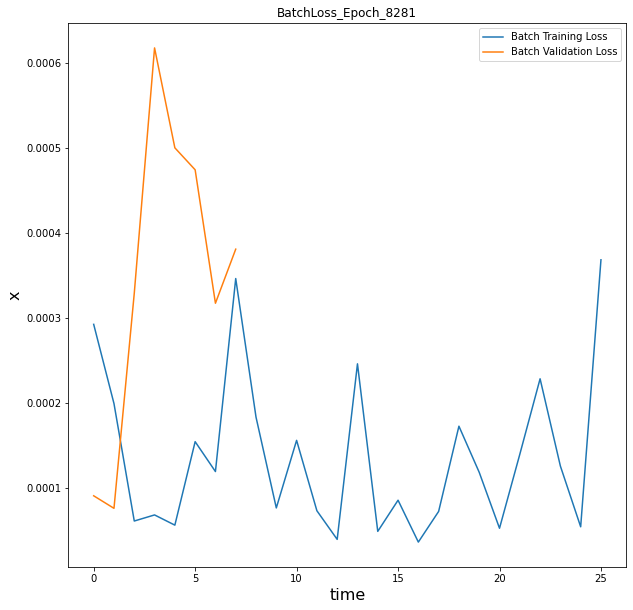 BatchLoss_Epoch_8281
Batch Training Loss
Batch Validation Loss
0.0006
0.0005
0.0004
0.0003
0.0002
0.0001
x
0 5 10 15 20 25
time